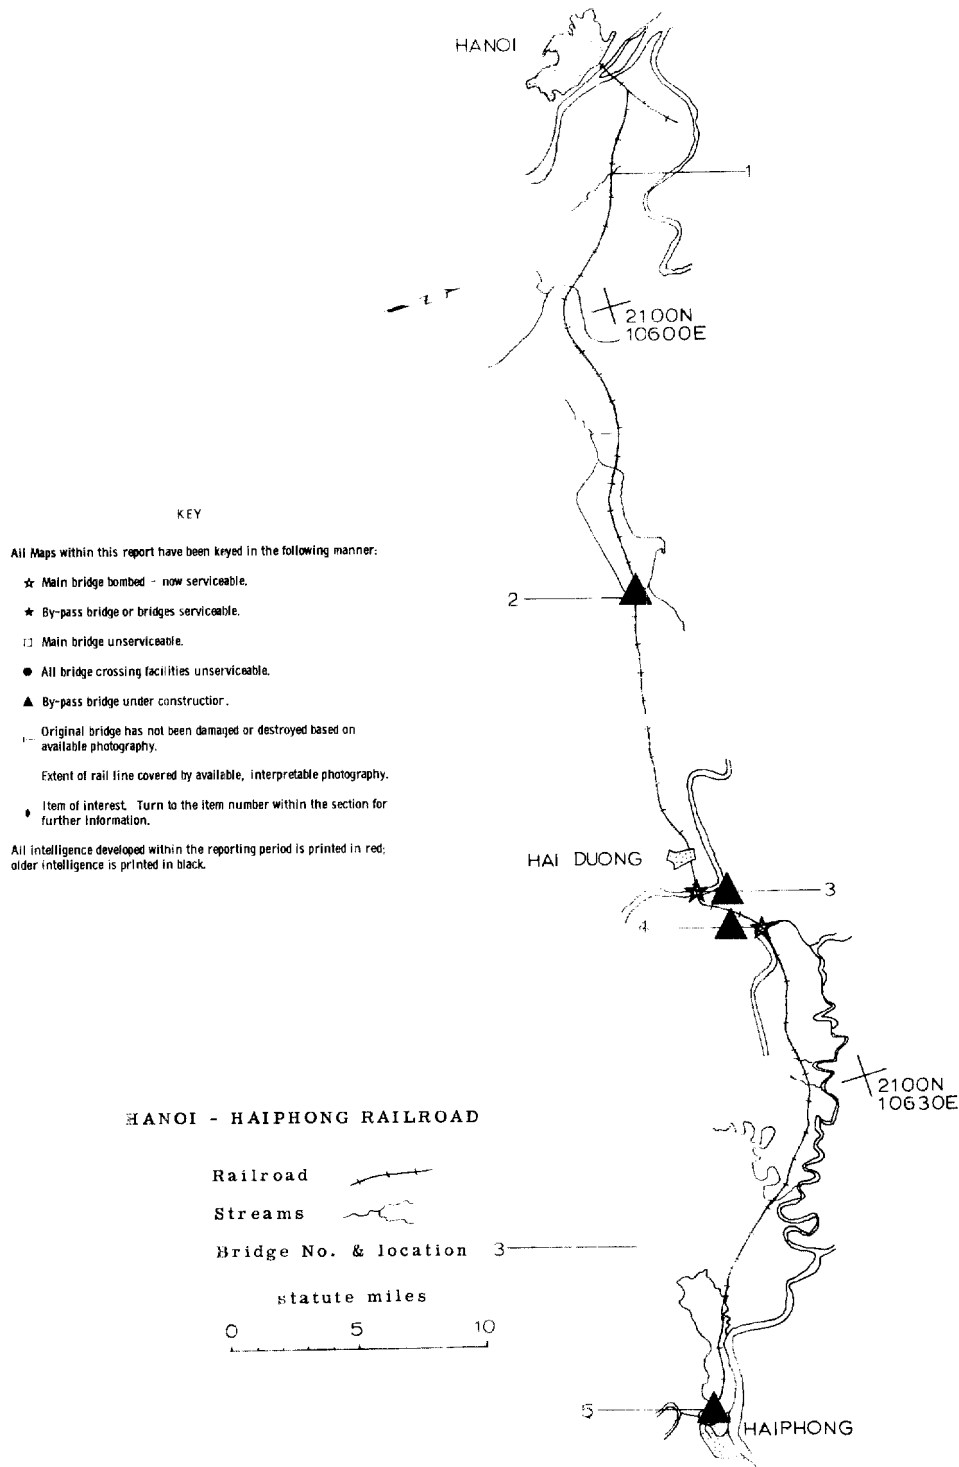 HANOI
1
2100N
10600E
KEY
All Maps within this report have been keyed in the following manner:
Main bridge bombed - now serviceable.
By-pass bridge or bridges serviceable.
Main bridge unserviceable.
All bridge crossing facilities unserviceable.
By-pass bridge under construction.
Original bridge has not been damaged or destroyed based on
available photography.
Extent of rail line covered by available, interpretable photography.
Item of interest. Turn to the item number within the section for
further information.
All intelligence developed within the reporting period is printed in red;
older intelligence is printed in black.
2
HAI DUONG
3
4
2100N
10630E
HANOI - HAIPHONG RAILROAD
Railroad
Streams
Bridge No. & location 3
statute miles
0 5 10
5
HAIPHONG